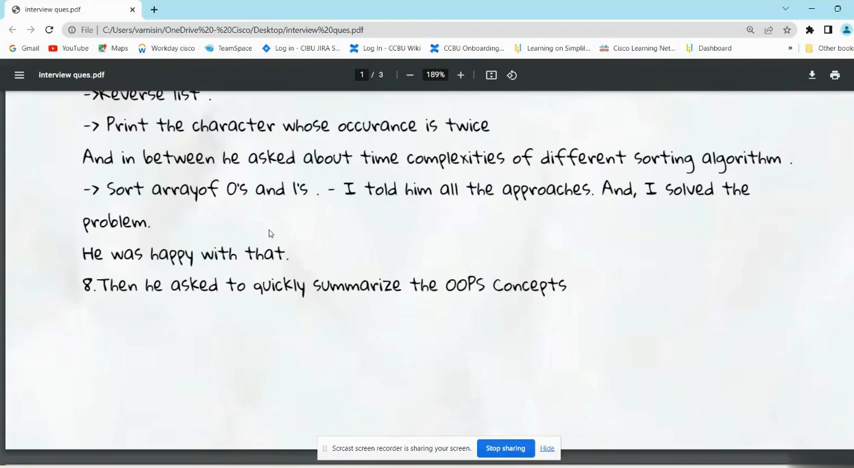 interview ques.pdf
File | C:/Users/varnisin/OneDrive%20-%20Cisco/Desktop/interview%20ques.pdf
Gmail YouTube Maps Workday cisco TeamSpace Log in - CIBU JIRA S... Log In - CCBU Wiki CCBU Onboarding... Learning on Simplil... Cisco Learning Net... Dashboard » Other book
interview ques.pdf 1 / 3 189%
->Reverse list .
-> Print the character whose occurance is twice
And in between he asked about time complexities of different sorting algorithm .
-> Sort arrayof 0's and 1's . - I told him all the approaches. And, I solved the
problem.
He was happy with that.
8.Then he asked to quickly summarize the OOPS Concepts
Scrcast screen recorder is sharing your screen. Stop sharing Hide